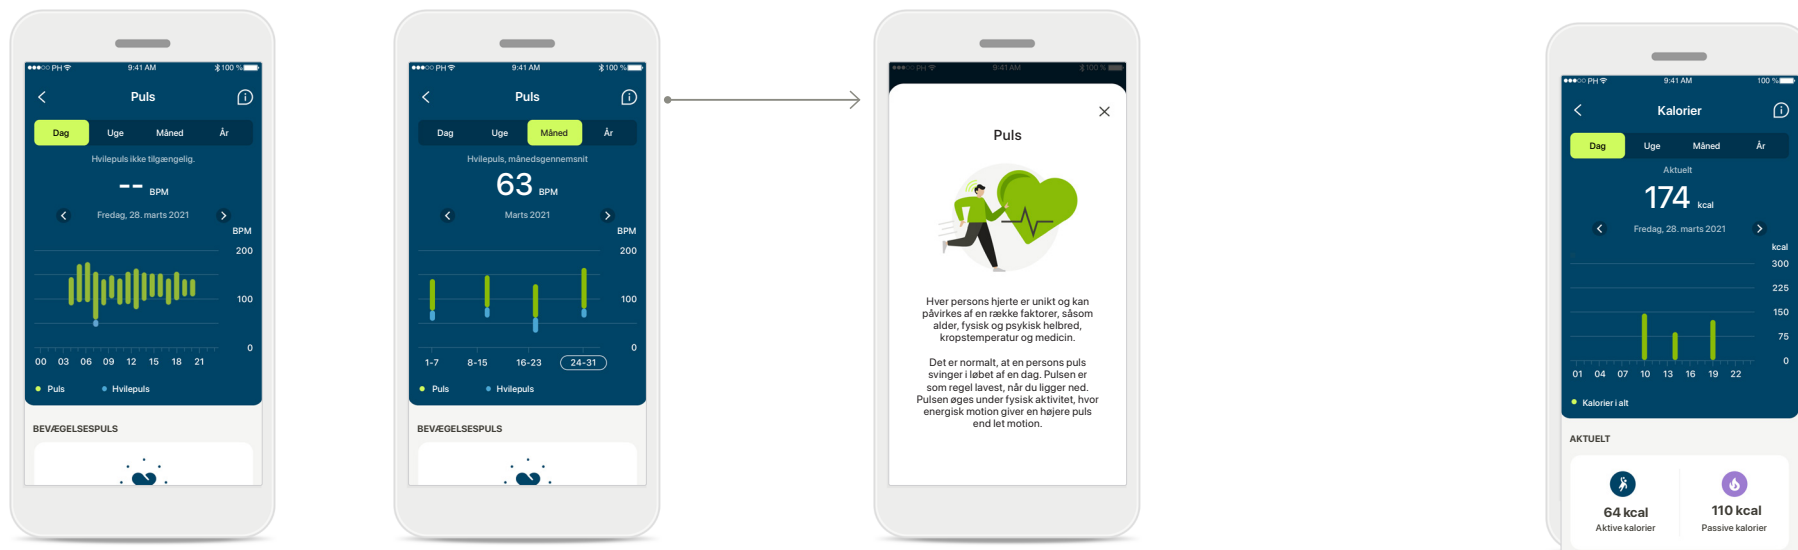 PH 9:41 AM 100 %
Puls
Dag Uge Måned År
Hvilepuls ikke tilgængelig.
-- BPM
Fredag, 28. marts 2021
BPM
200
100
0
00 03 06 09 12 15 18 21
Puls Hvilepuls
BEVÆGELSESPULS
PH 9:41 AM 100 %
Puls
Dag Uge Måned År
Hvilepuls, månedsgennemsnit
63 BPM
Marts 2021
BPM
200
100
0
1-7 8-15 16-23 24-31
Puls Hvilepuls
BEVÆGELSESPULS
PH 9:41 AM 100 %
Puls
Hver persons hjerte er unikt og kan
påvirkes af en række faktorer, såsom
alder, fysisk og psykisk helbred,
kropstemperatur og medicin.
Det er normalt, at en persons puls
svinger i løbet af en dag. Pulsen er
som regel lavest, når du ligger ned.
Pulsen øges under fysisk aktivitet, hvor
energisk motion giver en højere puls
end let motion.
PH 9:41 AM 100 %
Kalorier
Dag Uge Måned År
Aktuelt
174 kcal
Fredag, 28. marts 2021
kcal
300
225
150
75
0
01 04 07 10 13 16 19 22
Kalorier i alt
AKTUELT
64 kcal 110 kcal
Aktive kalorier Passive kalorier